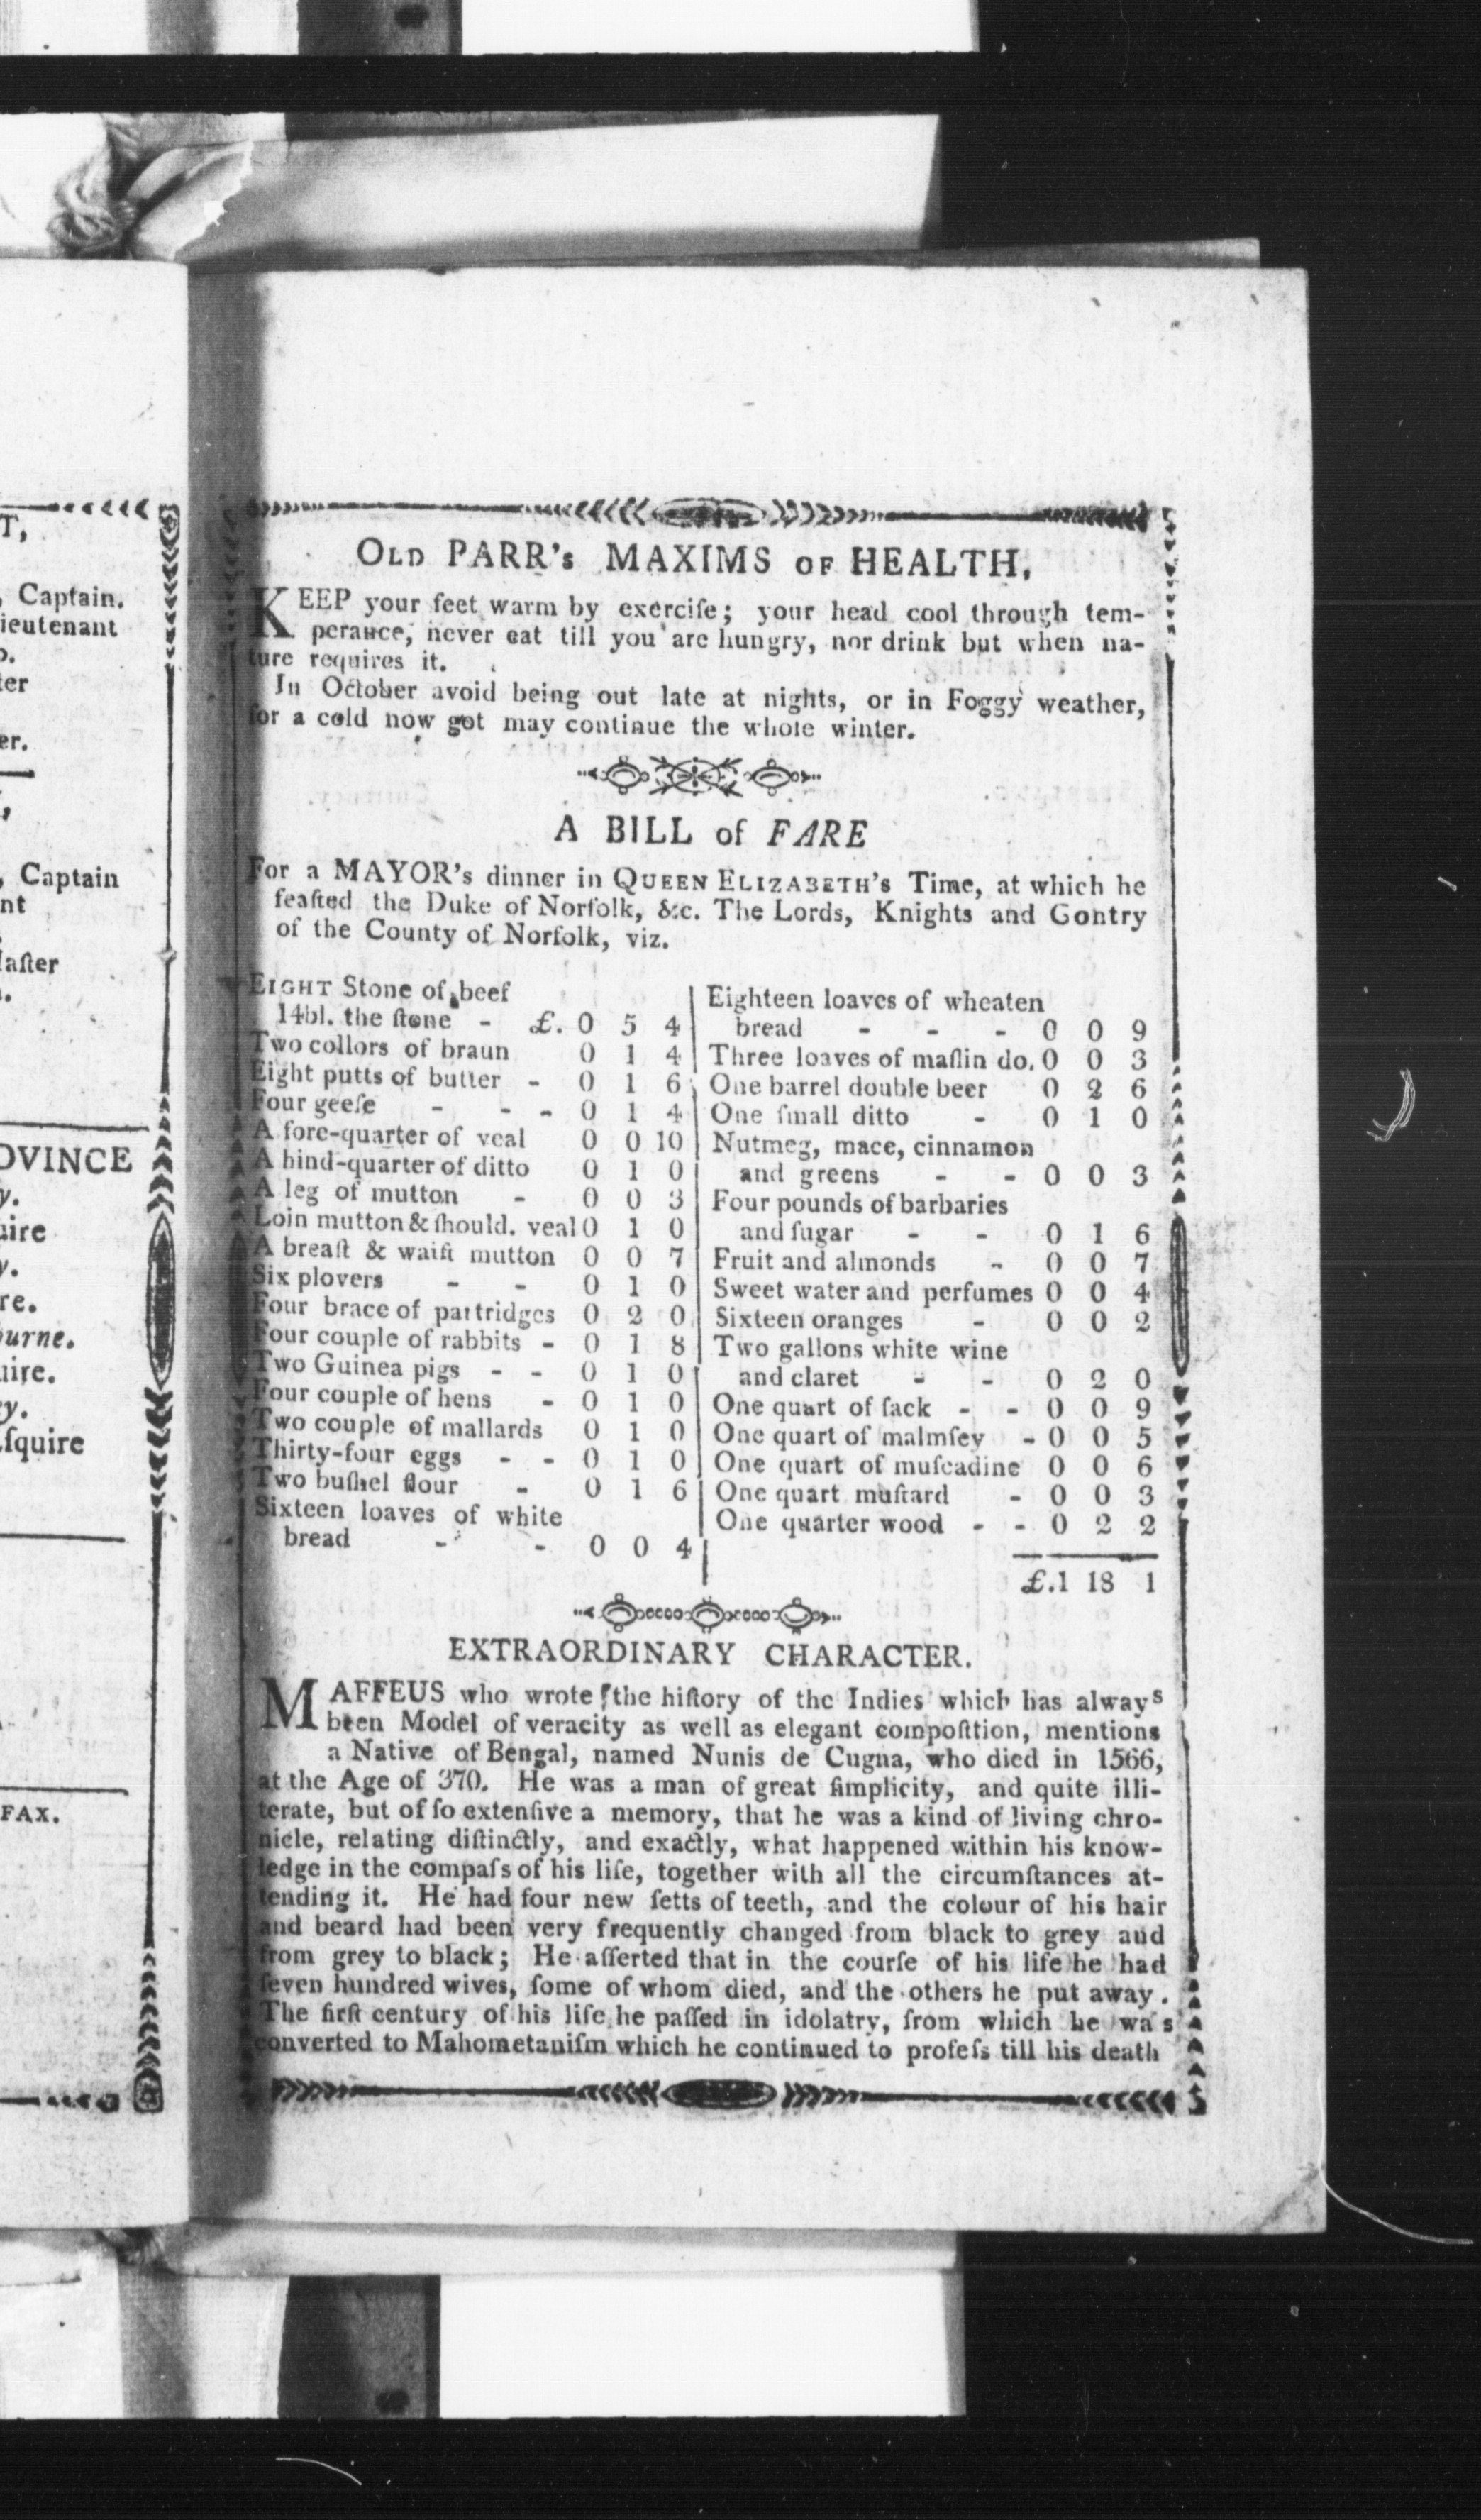 T,
, Captain.
ieutenant
o.
ter
er.
,
, Captain
nt
laſter
OVINCE
y.
uire
y.
re.
ourne.
uire.
y.
ſquire
FAX.
OLD PARR's MAXIMS OF HEALTH,
KEEP your feet warm by exerciſe; your head cool through tem-
perance, never eat till you are hungry, nor drink but when na-
ture requires it.
In October avoid being out late at nights, or in Foggy weather,
for a cold now got may continue the whole winter.
A BILL of FARE
For a MAYOR's dinner in QUEEN ELIZABETH's Time, at which he
feaſted the Duke of Norfolk, &c. The Lords, Knights and Gontry
of the County of Norfolk, viz.
EIGHT Stone of beef
14bl. the ſtone - £. 0 5 4
Two collors of braun 0 1 4
Eight putts of butter - 0 1 6
Four geeſe - - - 0 1 4
A fore-quarter of veal 0 0 10
A hind-quarter of ditto 0 1 0
A leg of mutton - 0 0 3
Loin mutton & ſhould. veal 0 1 0
A breaſt & waiſt mutton 0 0 7
Six plovers - - 0 1 0
Four brace of partridges 0 2 0
Four couple of rabbits - 0 1 8
Two Guinea pigs - - 0 1 0
Four couple of hens - 0 1 0
Two couple of mallards 0 1 0
Thirty-four eggs - - 0 1 0
Two buſhel flour - 0 1 6
Sixteen loaves of white
bread - - 0 0 4
Eighteen loaves of wheaten
bread - - - 0 0 9
Three loaves of maſlin do. 0 0 3
One barrel double beer 0 2 6
One ſmall ditto - 0 1 0
Nutmeg, mace, cinnamon
and greens - - 0 0 3
Four pounds of barbaries
and ſugar - - 0 1 6
Fruit and almonds - 0 0 7
Sweet water and perfumes 0 0 4
Sixteen oranges - 0 0 2
Two gallons white wine
and claret - - 0 2 0
One quart of ſack - - 0 0 9
One quart of malmſey - 0 0 5
One quart of muſcadine 0 0 6
One quart muſtard - 0 0 3
One quarter wood - - 0 2 2
£.1 18 1
EXTRAORDINARY CHARACTER.
MAFFEUS who wrote the hiſtory of the Indies which has always
been Model of veracity as well as elegant compoſttion, mentions
a Native of Bengal, named Nunis de Cugna, who died in 1566,
at the Age of 370. He was a man of great ſimplicity, and quite illi-
terate, but of ſo extenſive a memory, that he was a kind of living chro-
nicle, relating diſtinctly, and exactly, what happened within his know-
ledge in the compaſs of his life, together with all the circumſtances at-
tending it. He had four new ſetts of teeth, and the colour of his hair
and beard had been very frequently changed from black to grey and
from grey to black; He aſſerted that in the courſe of his life he had
ſeven hundred wives, ſome of whom died, and the others he put away.
The firſt century of his life he paſſed in idolatry, from which he was
converted to Mahometaniſm which he continued to profeſs till his death